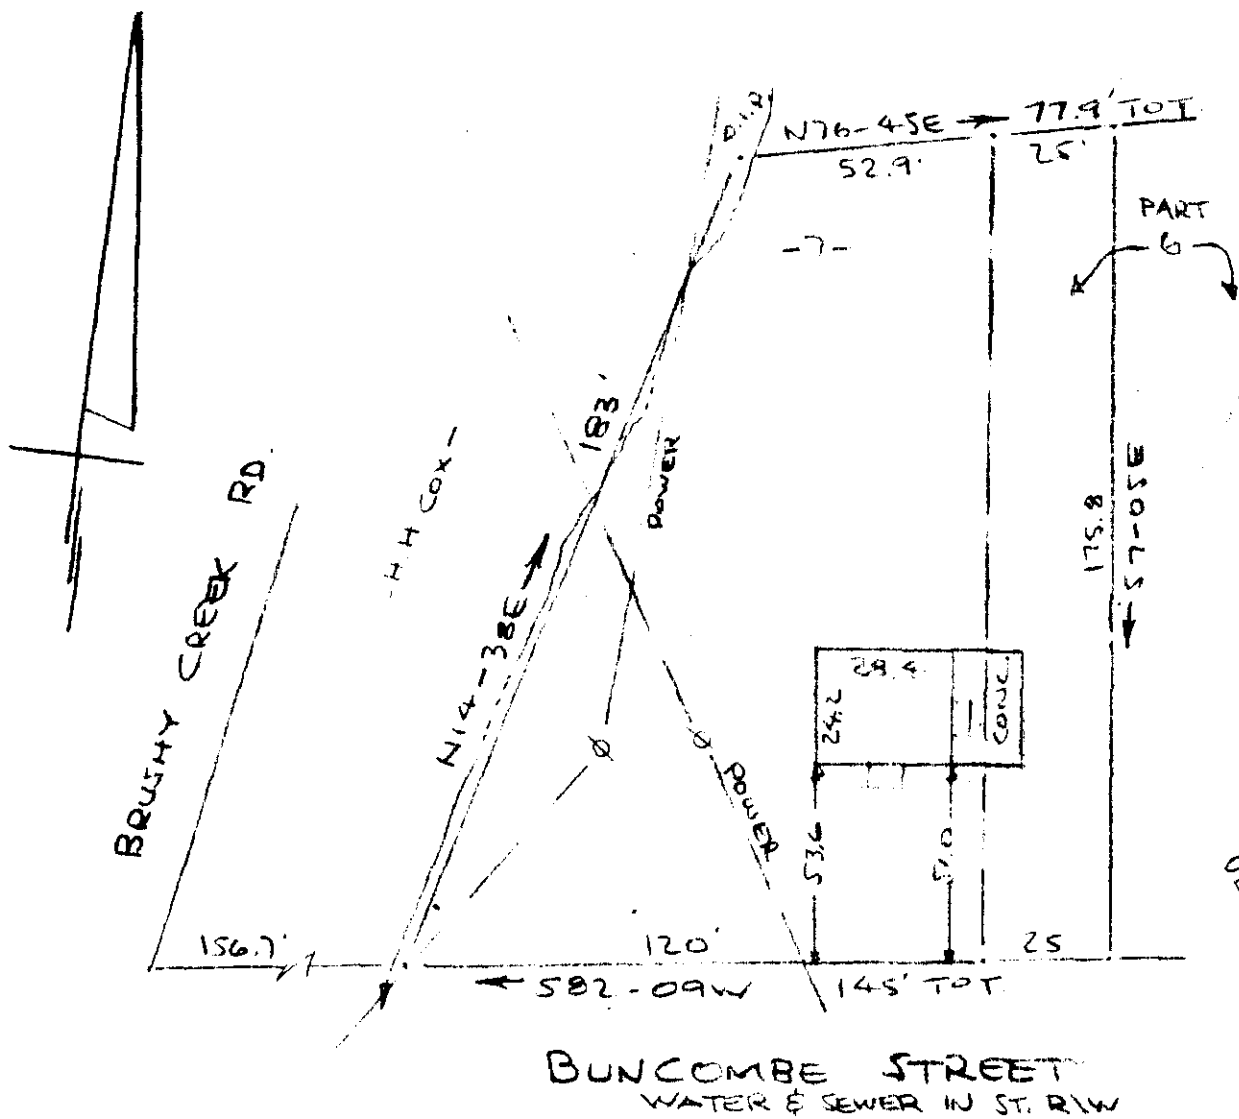 N76-45E → 77.9' TOT
52.9' 25'
D.I.R
PART
6
-7-
183'
POWER
-H H COX-
BRUSHY CREEK RD.
N14-38E
175.8
S7-05E
28.4
24.2
CONC.
POWER
53.6
51.0
156.7'
120'
25
S82-09W 145' TOT
BUNCOMBE STREET
WATER & SEWER IN ST. R\W